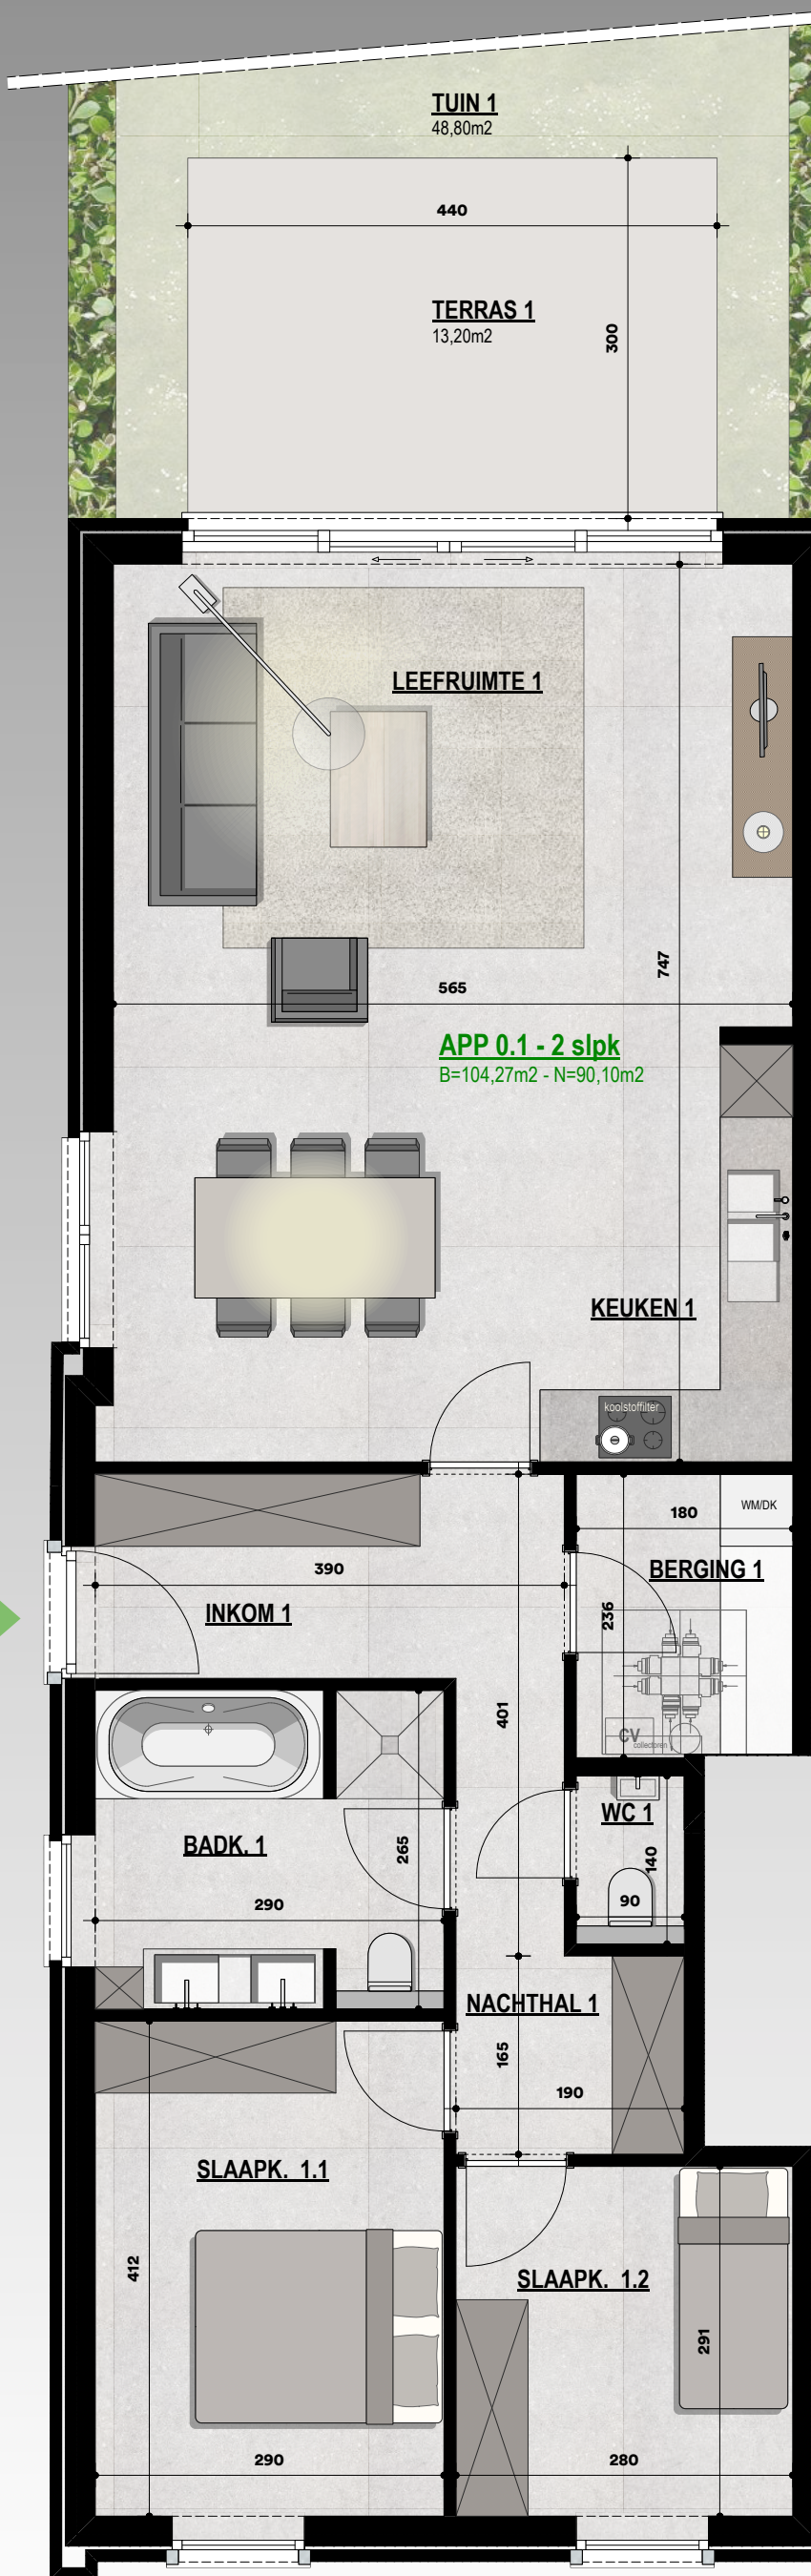 TUIN 1
48,80m2
440
TERRAS 1
13,20m2
300
LEEFRUIMTE 1
747
565
APP 0.1 - 2 slpk
B=104,27m2 - N=90,10m2
KEUKEN 1
koolstoffilter
WM/DK
180
BERGING 1
390
INKOM 1
236
401
CV
collectoren
WC 1
BADK. 1
265
140
290
90
NACHTHAL 1
165
190
SLAAPK. 1.1
412
SLAAPK. 1.2
291
290
280